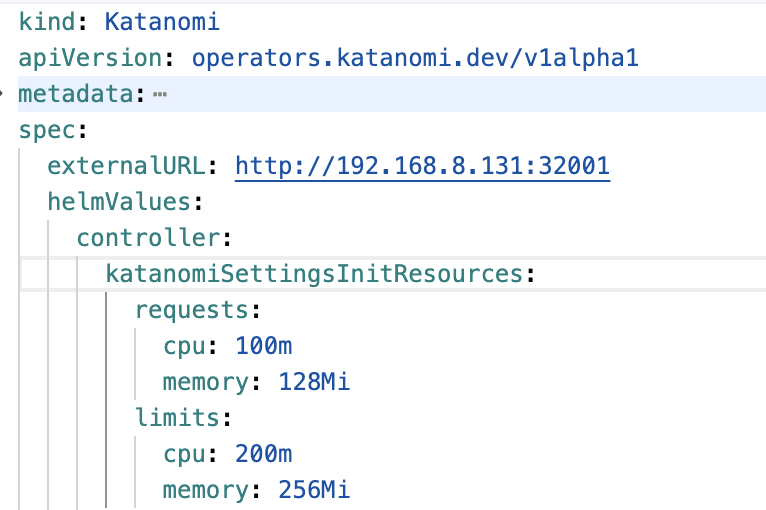 kind: Katanomi
apiVersion: operators.katanomi.dev/v1alpha1
metadata:⋯
spec:
  externalURL: http://192.168.8.131:32001
  helmValues:
    controller:
      katanomiSettingsInitResources:
        requests:
          cpu: 100m
          memory: 128Mi
        limits:
          cpu: 200m
          memory: 256Mi